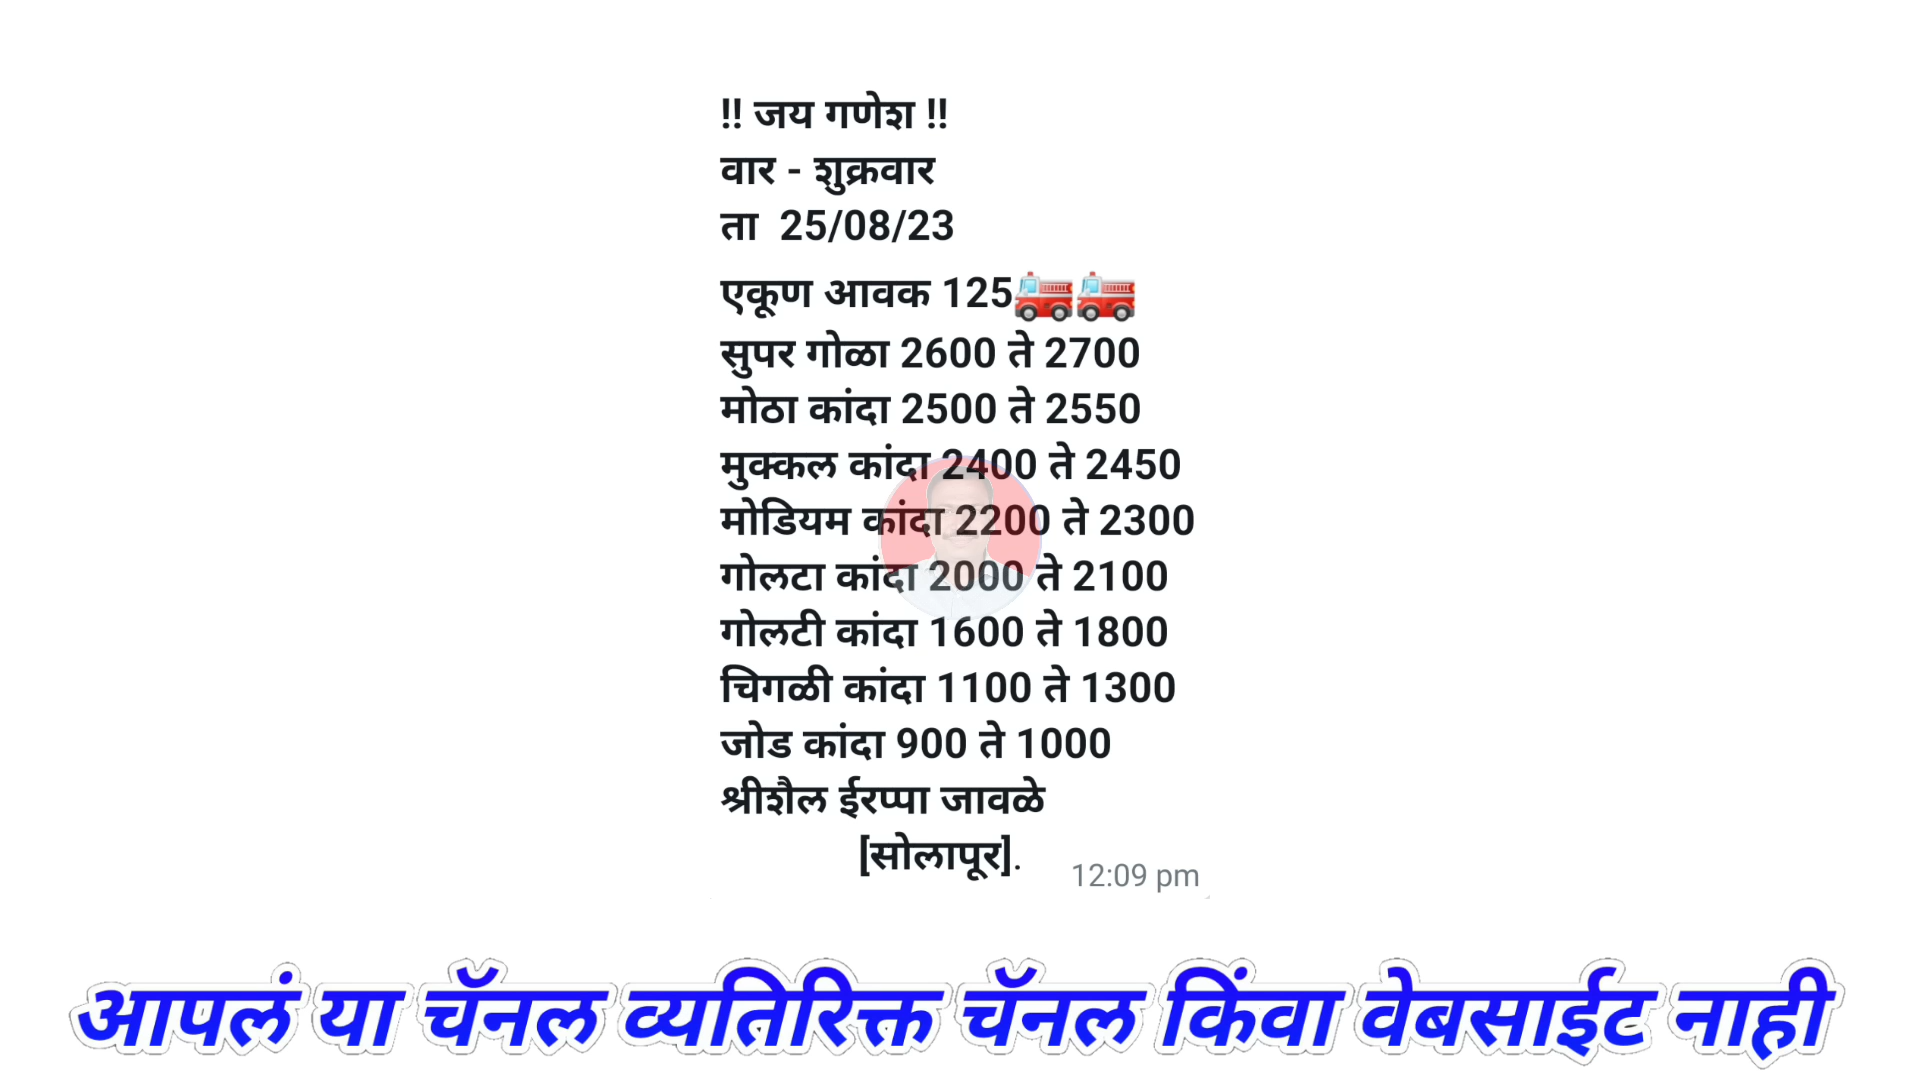 !! जय गणेश !!
वार - शुक्रवार
ता 25/08/23
एकूण आवक 125🚒🚒
सुपर गोळा 2600 ते 2700
मोठा कांदा 2500 ते 2550
मुक्कल कांदा 2400 ते 2450
मोडियम कांदा 2200 ते 2300
गोलटा कांदा 2000 ते 2100
गोलटी कांदा 1600 ते 1800
चिगळी कांदा 1100 ते 1300
जोड कांदा 900 ते 1000
श्रीशैल ईरप्पा जावळे
[सोलापूर].
12:09 pm
आपलं या चॅनल व्यतिरिक्त चॅनल किंवा वेबसाईट नाही